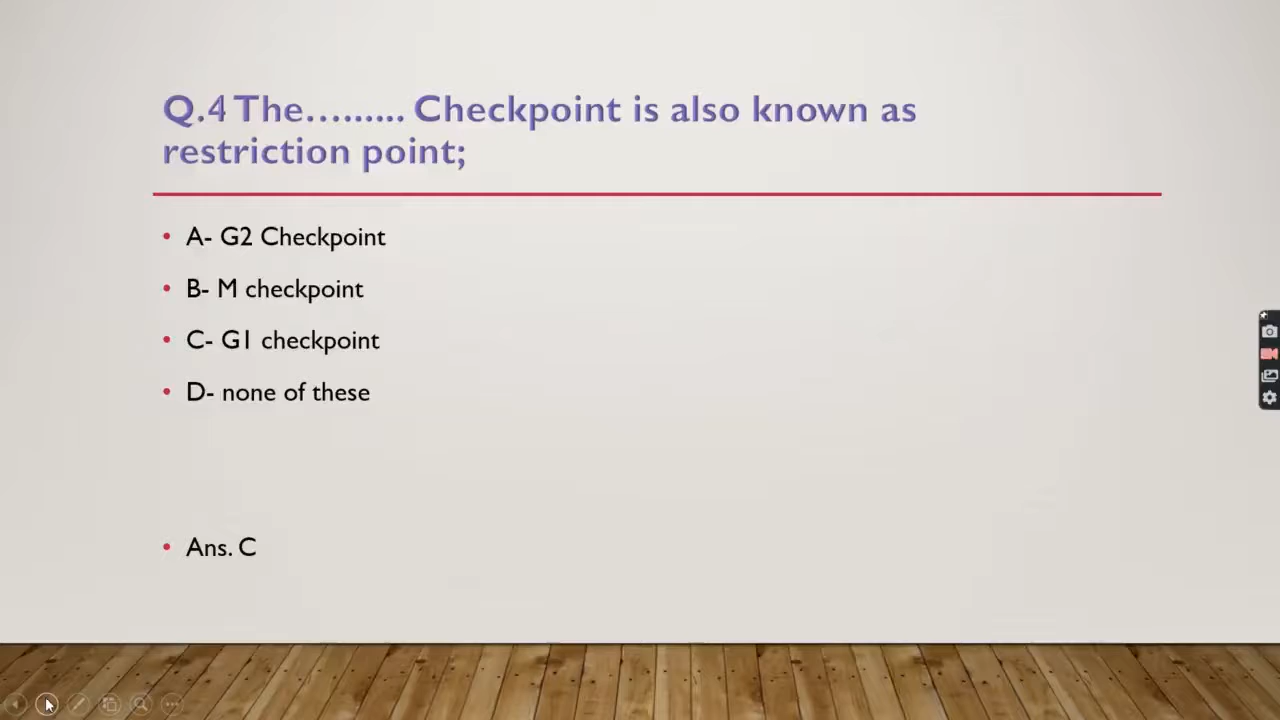 Q.4 The…...... Checkpoint is also known as
restriction point;
• A- G2 Checkpoint
• B- M checkpoint
• C- G1 checkpoint
• D- none of these
• Ans. C